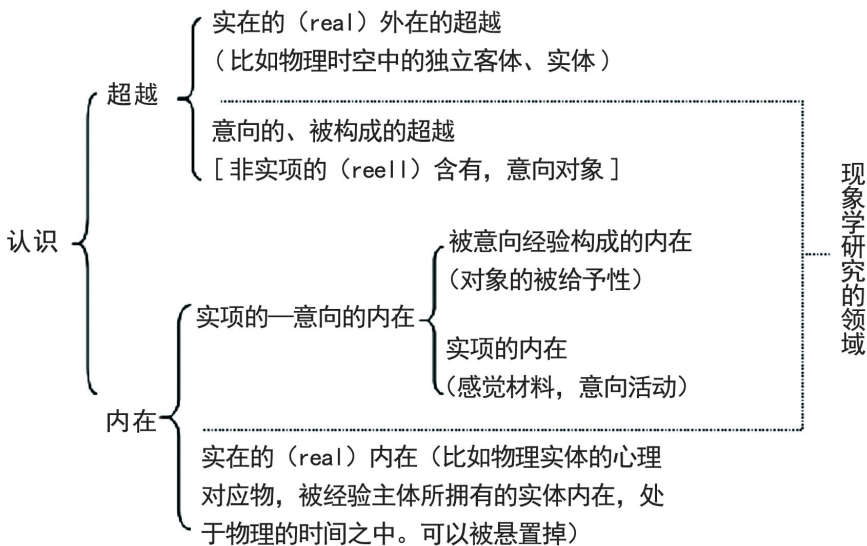 认识
超越
实在的（real）外在的超越
（比如物理时空中的独立客体、实体）
意向的、被构成的超越
[非实项的（reell）含有，意向对象]
内在
实项的—意向的内在
被意向经验构成的内在
（对象的被给予性）
实项的内在
（感觉材料，意向活动）
实在的（real）内在（比如物理实体的心理
对应物，被经验主体所拥有的实体内在，处
于物理的时间之中。可以被悬置掉）
现象学研究的领域